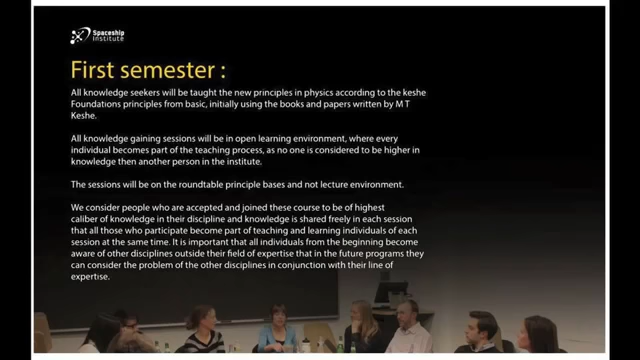 Spaceship
Institute
First semester :
All knowledge seekers will be taught the new principles in physics according to the keshe
Foundations principles from basic, initially using the books and papers written by M T
Keshe.
All knowledge gaining sessions will be in open learning environment, where every
individual becomes part of the teaching process, as no one is considered to be higher in
knowledge then another person in the institute.
The sessions will be on the roundtable principle bases and not lecture environment.
We consider people who are accepted and joined these course to be of highest
caliber of knowledge in their discipline and knowledge is shared freely in each session
that all those who participate become part of teaching and learning individuals of each
session at the same time. It is important that all individuals from the beginning become
aware of other disciplines outside their field of expertise that in the future programs they
can consider the problem of the other disciplines in conjunction with their line of
expertise.